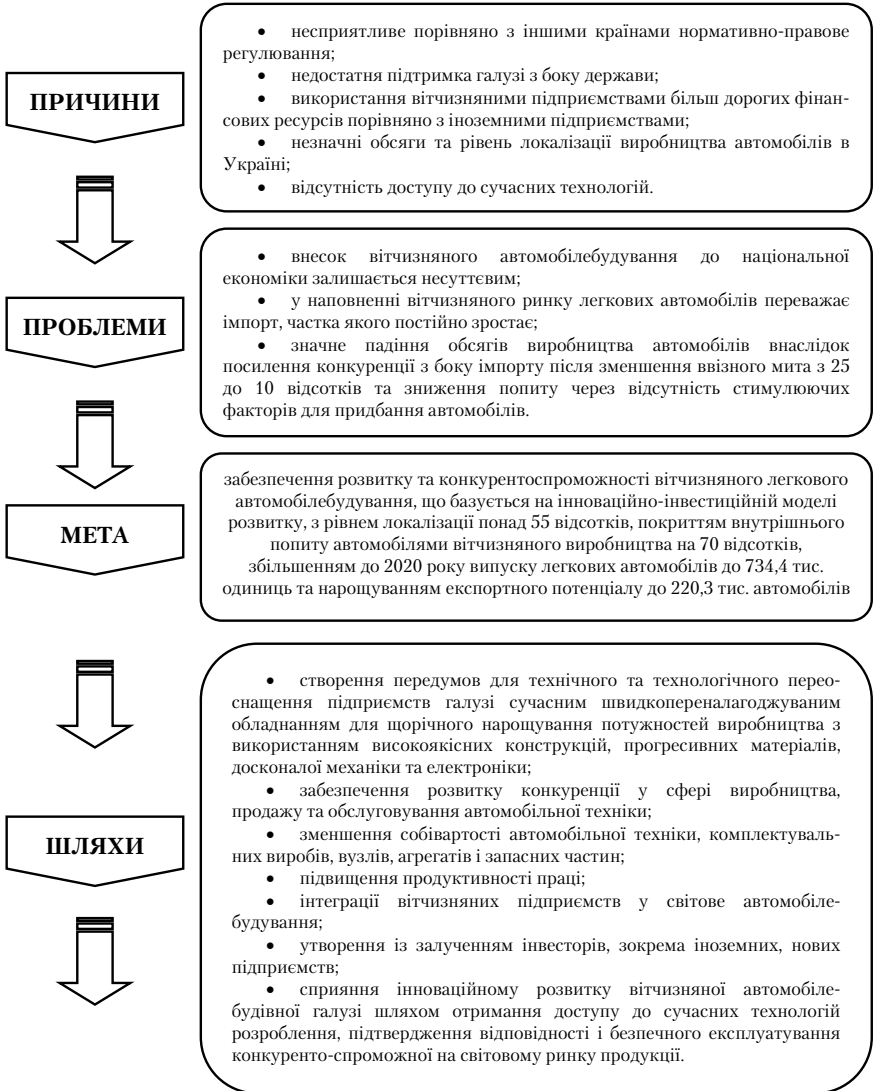 ПРИЧИНИ
• несприятливе порівняно з іншими країнами нормативно-правове
регулювання;
• недостатня підтримка галузі з боку держави;
• використання вітчизняними підприємствами більш дорогих фінан-
сових ресурсів порівняно з іноземними підприємствами;
• незначні обсяги та рівень локалізації виробництва автомобілів в
Україні;
• відсутність доступу до сучасних технологій.
ПРОБЛЕМИ
• внесок вітчизняного автомобілебудування до національної
економіки залишається несуттєвим;
• у наповненні вітчизняного ринку легкових автомобілів переважає
імпорт, частка якого постійно зростає;
• значне падіння обсягів виробництва автомобілів внаслідок
посилення конкуренції з боку імпорту після зменшення ввізного мита з 25
до 10 відсотків та зниження попиту через відсутність стимулюючих
факторів для придбання автомобілів.
МЕТА
забезпечення розвитку та конкурентоспроможності вітчизняного легкового
автомобілебудування, що базується на інноваційно-інвестиційній моделі
розвитку, з рівнем локалізації понад 55 відсотків, покриттям внутрішнього
попиту автомобілями вітчизняного виробництва на 70 відсотків,
збільшенням до 2020 року випуску легкових автомобілів до 734,4 тис.
одиниць та нарощуванням експортного потенціалу до 220,3 тис. автомобілів
ШЛЯХИ
• створення передумов для технічного та технологічного перео-
снащення підприємств галузі сучасним швидкопереналагоджуваним
обладнанням для щорічного нарощування потужностей виробництва з
використанням високоякісних конструкцій, прогресивних матеріалів,
досконалої механіки та електроніки;
• забезпечення розвитку конкуренції у сфері виробництва,
продажу та обслуговування автомобільної техніки;
• зменшення собівартості автомобільної техніки, комплектуваль-
них виробів, вузлів, агрегатів і запасних частин;
• підвищення продуктивності праці;
• інтеграції вітчизняних підприємств у світове автомобіле-
будування;
• утворення із залученням інвесторів, зокрема іноземних, нових
підприємств;
• сприяння інноваційному розвитку вітчизняної автомобіле-
будівної галузі шляхом отримання доступу до сучасних технологій
розроблення, підтвердження відповідності і безпечного експлуатування
конкуренто-спроможної на світовому ринку продукції.